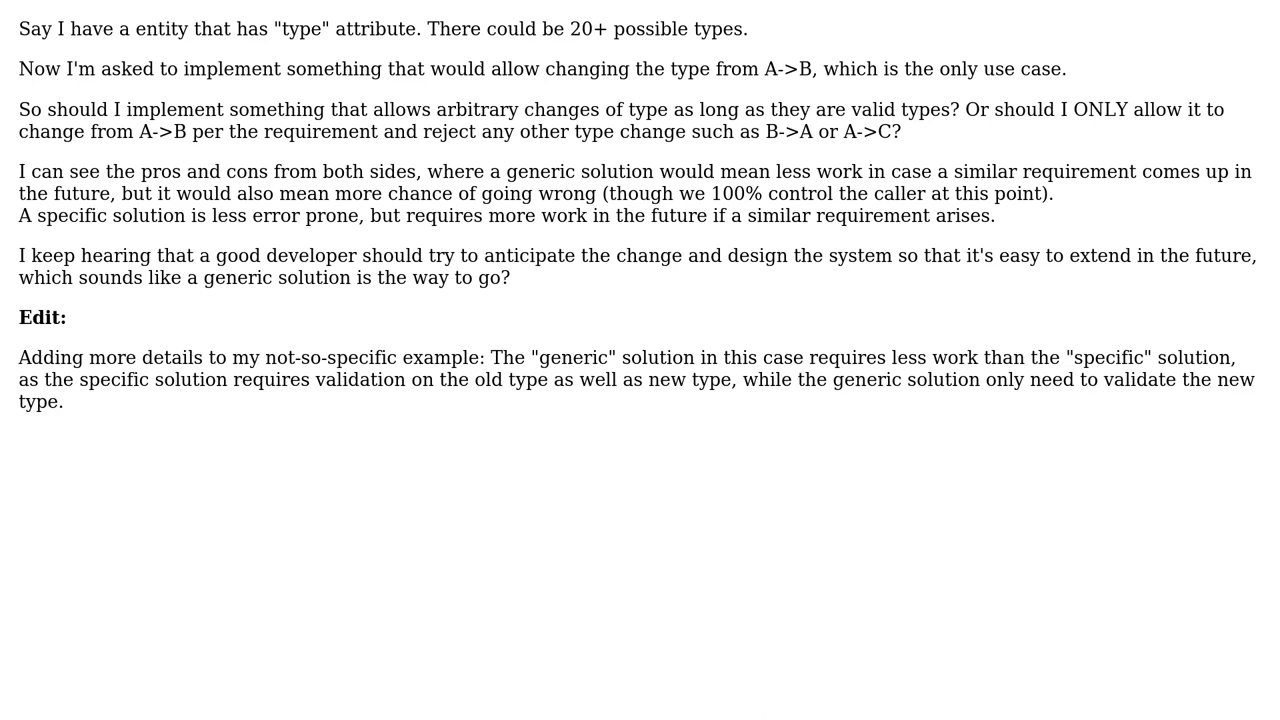 Say I have a entity that has "type" attribute. There could be 20+ possible types.
Now I'm asked to implement something that would allow changing the type from A->B, which is the only use case.
So should I implement something that allows arbitrary changes of type as long as they are valid types? Or should I ONLY allow it to
change from A->B per the requirement and reject any other type change such as B->A or A->C?
I can see the pros and cons from both sides, where a generic solution would mean less work in case a similar requirement comes up in
the future, but it would also mean more chance of going wrong (though we 100% control the caller at this point).
A specific solution is less error prone, but requires more work in the future if a similar requirement arises.
I keep hearing that a good developer should try to anticipate the change and design the system so that it's easy to extend in the future,
which sounds like a generic solution is the way to go?
Edit:
Adding more details to my not-so-specific example: The "generic" solution in this case requires less work than the "specific" solution,
as the specific solution requires validation on the old type as well as new type, while the generic solution only need to validate the new
type.